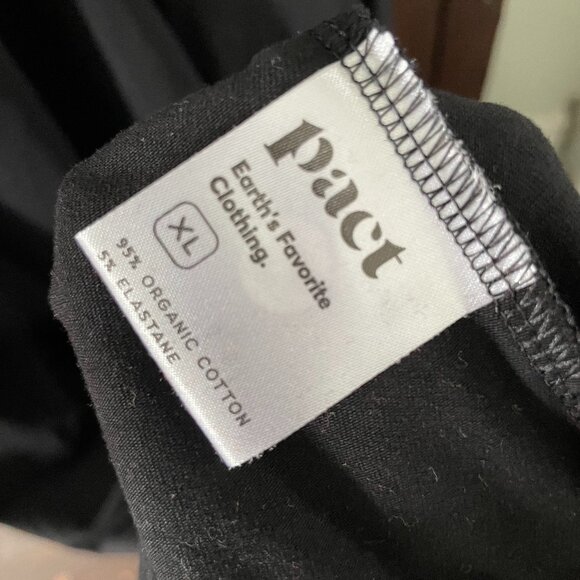 pact
Earth's Favorite
Clothing.
XL
95% ORGANIC COTTON
5% ELASTANE